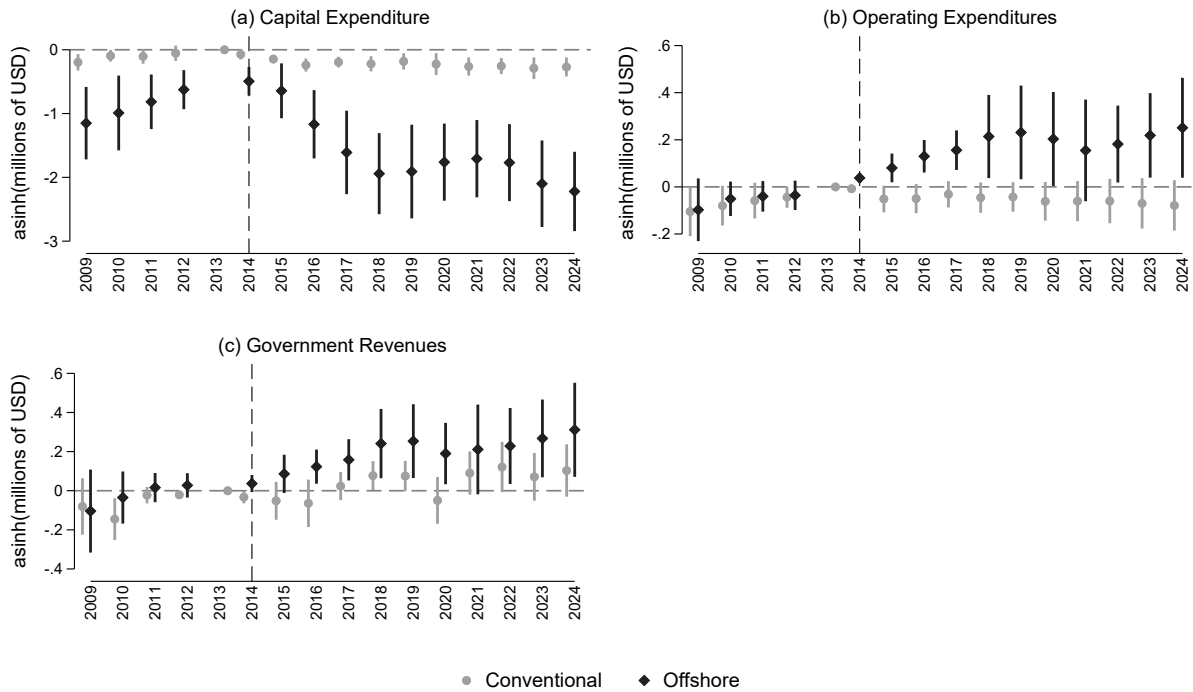 (a) Capital Expenditure
asinh(millions of USD)
0
-1
-2
-3
2009 2010 2011 2012 2013 2014 2015 2016 2017 2018 2019 2020 2021 2022 2023 2024
(b) Operating Expenditures
asinh(millions of USD)
.6
.4
.2
0
-.2
2009 2010 2011 2012 2013 2014 2015 2016 2017 2018 2019 2020 2021 2022 2023 2024
(c) Government Revenues
asinh(millions of USD)
.6
.4
.2
0
-.2
-.4
2009 2010 2011 2012 2013 2014 2015 2016 2017 2018 2019 2020 2021 2022 2023 2024
Conventional Offshore